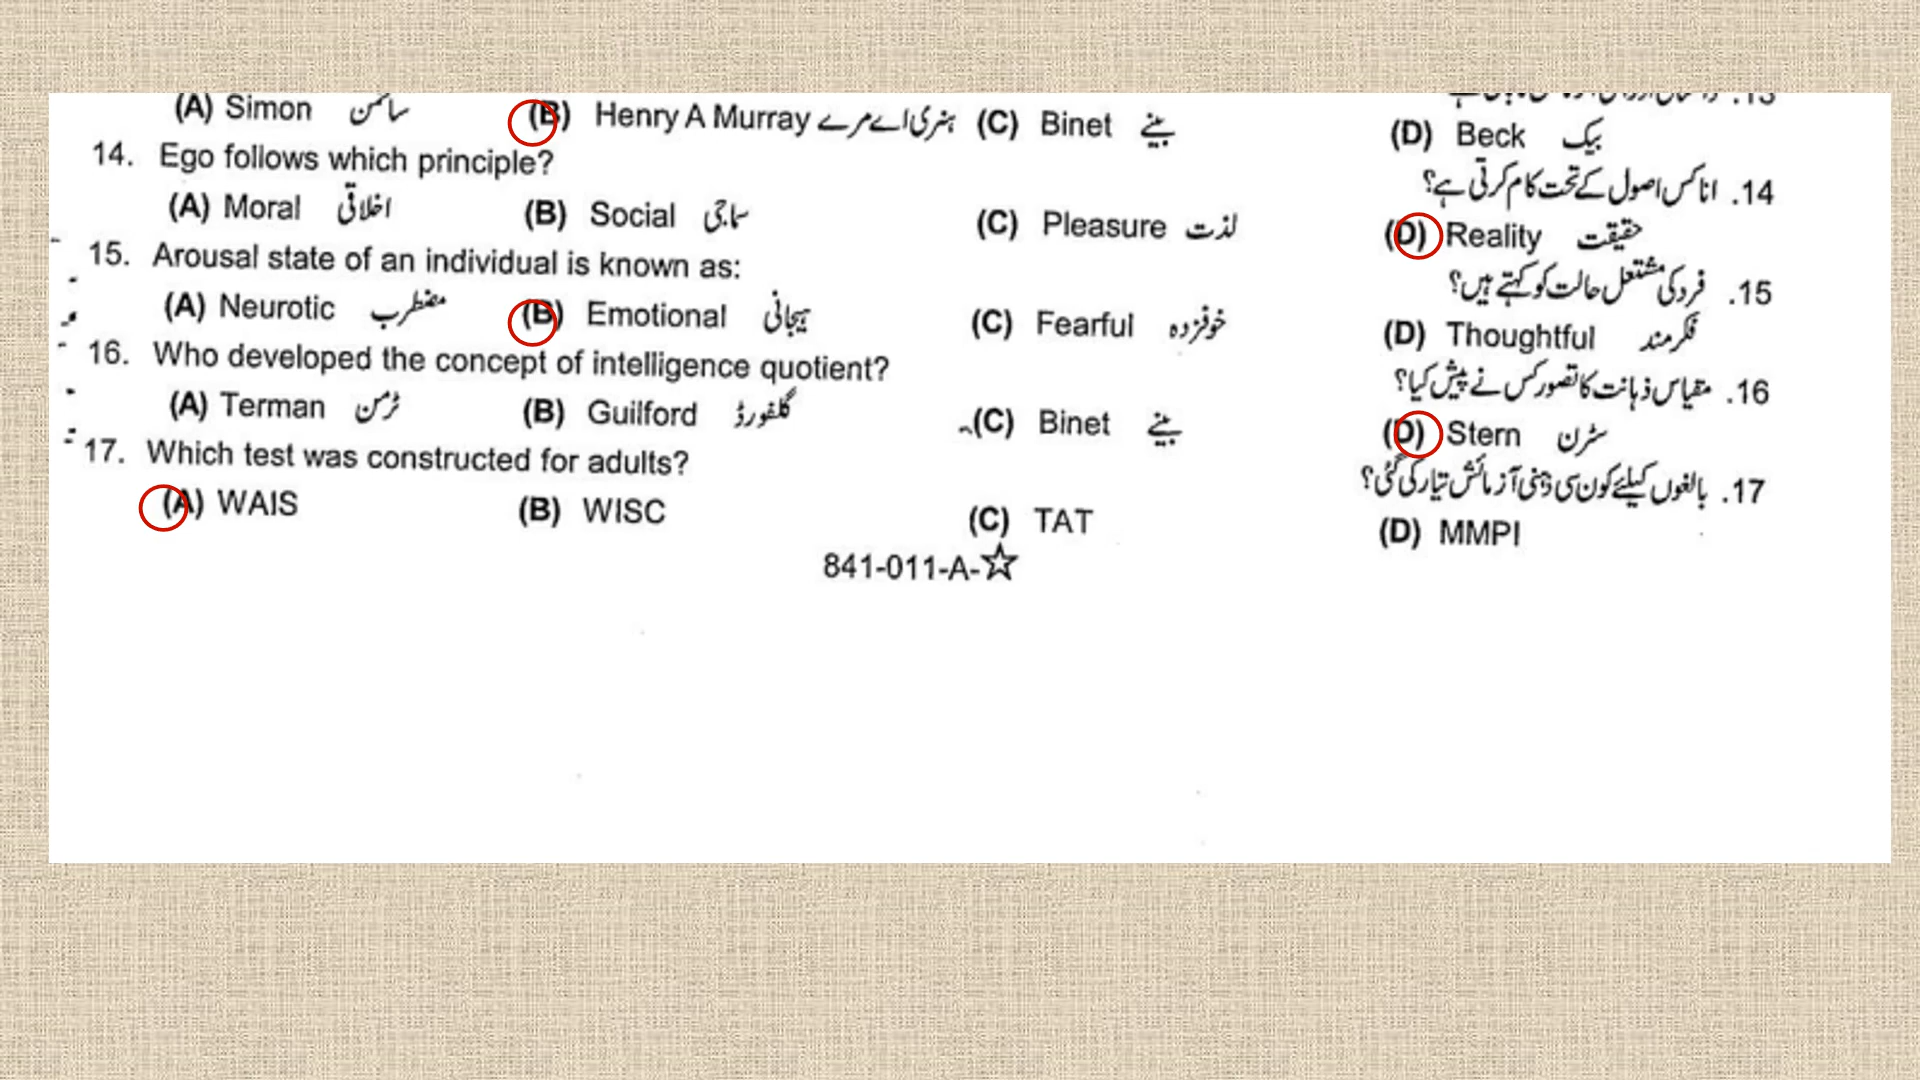 (A) Simon سائمن (B) Henry A Murray ہنری اے مرے (C) Binet بینے (D) Beck بیک
14. Ego follows which principle? 14. انا کس اصول کے تحت کام کرتی ہے؟
(A) Moral اخلاقی (B) Social سماجی (C) Pleasure لذت (D) Reality حقیقت
15. Arousal state of an individual is known as: 15. فرد کی مشتعل حالت کو کہتے ہیں؟
(A) Neurotic مضطرب (B) Emotional ہیجانی (C) Fearful خوفزدہ (D) Thoughtful فکرمند
16. Who developed the concept of intelligence quotient? 16. مقیاس ذہانت کا تصور کس نے پیش کیا؟
(A) Terman ٹرمن (B) Guilford گلفورڈ (C) Binet بینے (D) Stern سٹرن
17. Which test was constructed for adults? 17. بالغوں کیلئے کون سی ذہنی آزمائش تیار کی گئی؟
(A) WAIS (B) WISC (C) TAT (D) MMPI
841-011-A-☆